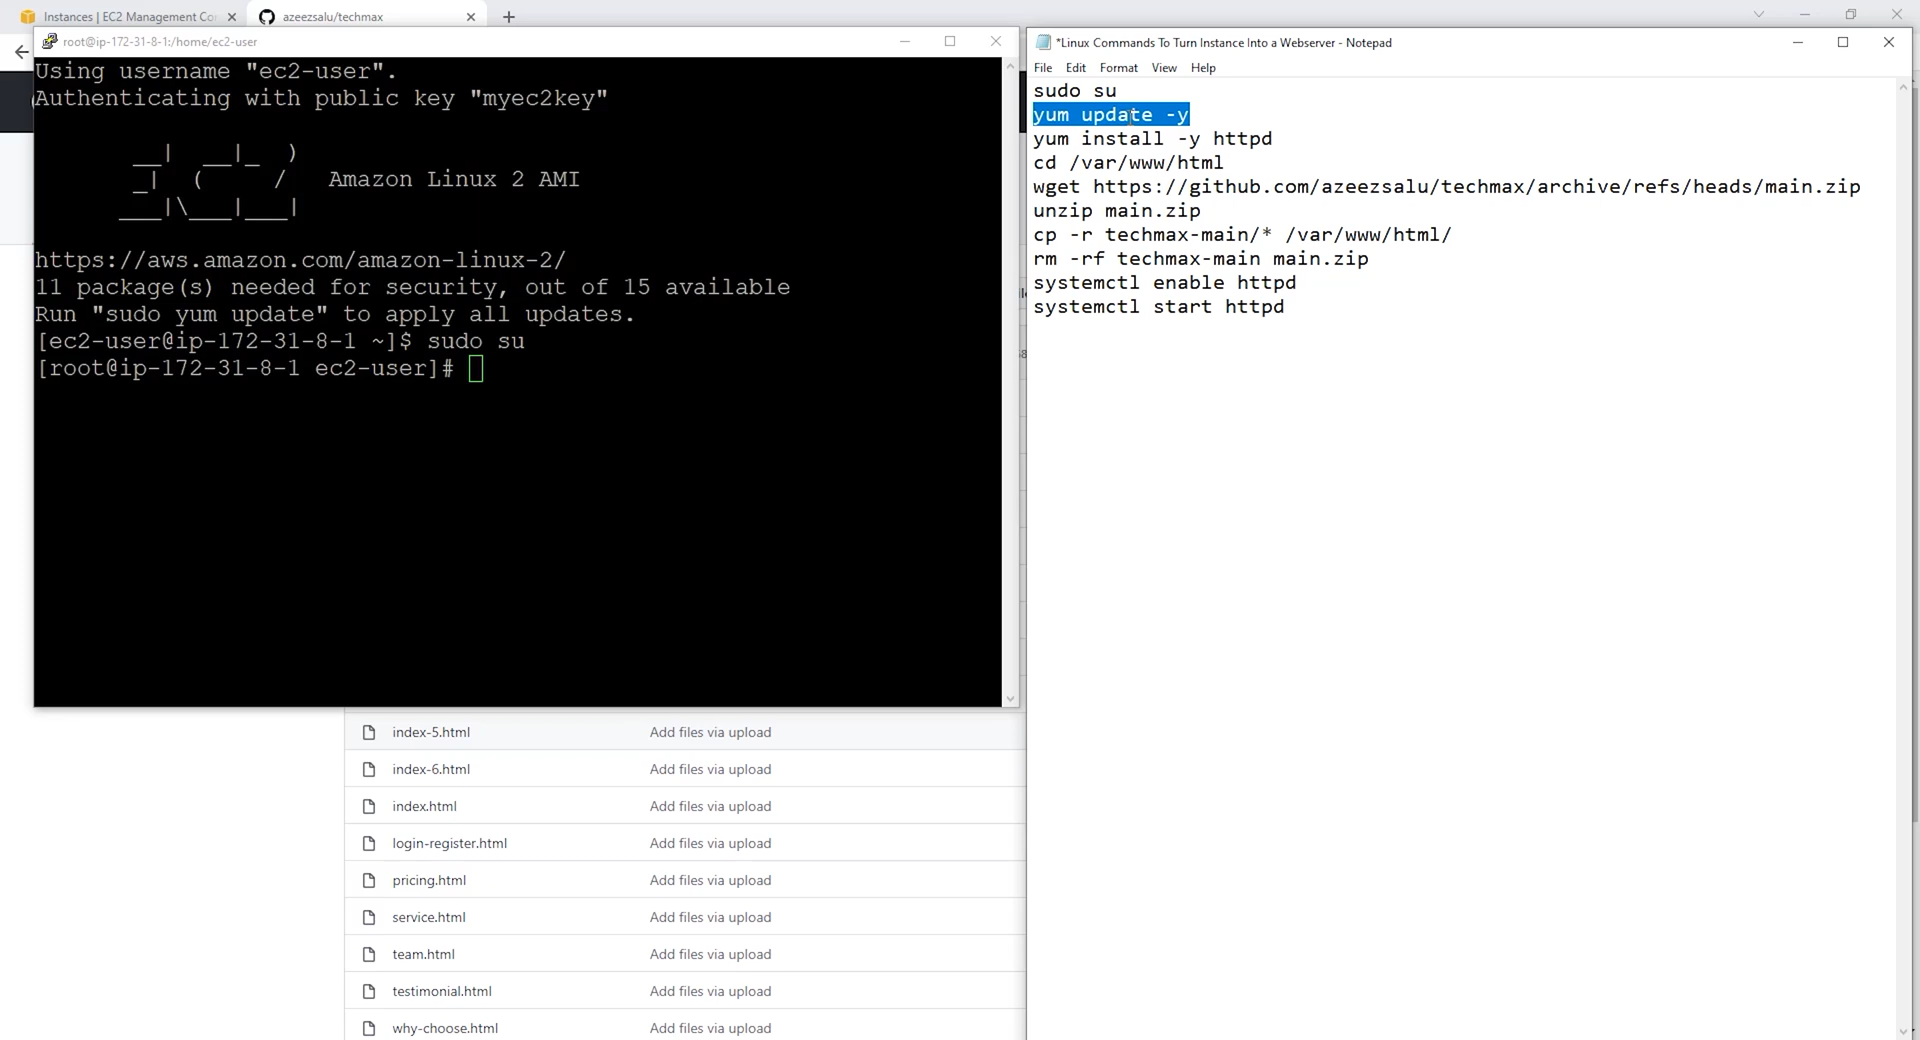 Instances | EC2 Management Co
azeezsalu/techmax
root@ip-172-31-8-1:/home/ec2-user
Using username "ec2-user".
Authenticating with public key "myec2key"
__|  __|_  )
_|  (     /   Amazon Linux 2 AMI
___|\___|___|
https://aws.amazon.com/amazon-linux-2/
11 package(s) needed for security, out of 15 available
Run "sudo yum update" to apply all updates.
[ec2-user@ip-172-31-8-1 ~]$ sudo su
[root@ip-172-31-8-1 ec2-user]#
*Linux Commands To Turn Instance Into a Webserver - Notepad
File Edit Format View Help
sudo su
yum update -y
yum install -y httpd
cd /var/www/html
wget https://github.com/azeezsalu/techmax/archive/refs/heads/main.zip
unzip main.zip
cp -r techmax-main/* /var/www/html/
rm -rf techmax-main main.zip
systemctl enable httpd
systemctl start httpd
index-5.html Add files via upload
index-6.html Add files via upload
index.html Add files via upload
login-register.html Add files via upload
pricing.html Add files via upload
service.html Add files via upload
team.html Add files via upload
testimonial.html Add files via upload
why-choose.html Add files via upload